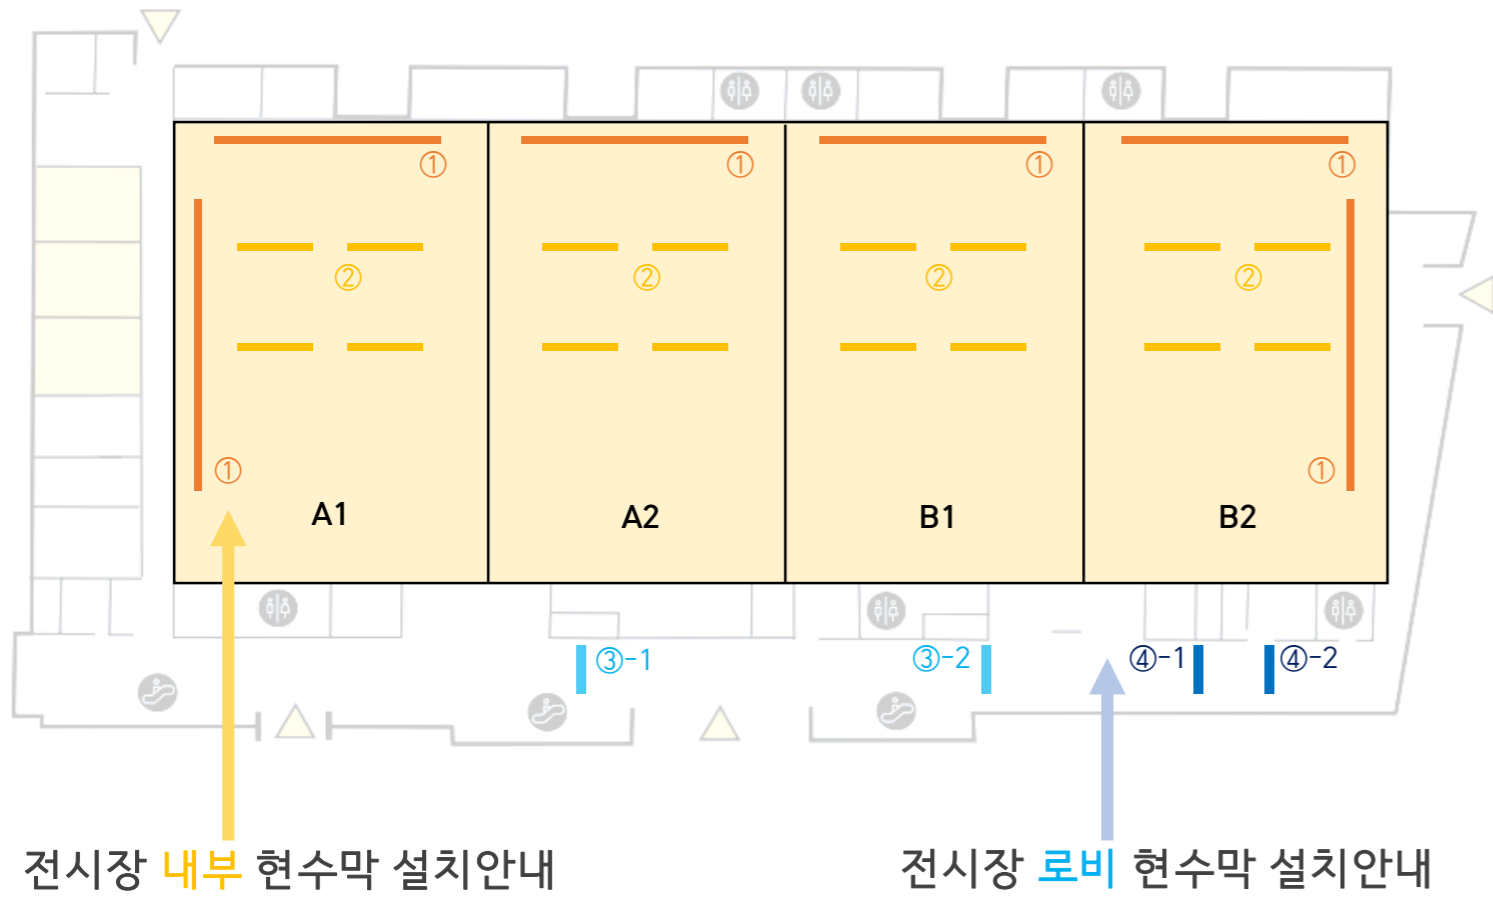 ① ① ① ①
② ② ② ②
① ①
A1 A2 B1 B2
③-1 ③-2 ④-1 ④-2
전시장 내부 현수막 설치안내
전시장 로비 현수막 설치안내